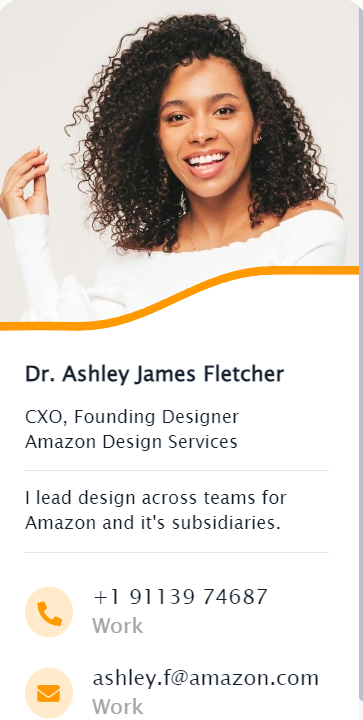 Dr. Ashley James Fletcher
CXO, Founding Designer
Amazon Design Services
I lead design across teams for
Amazon and it's subsidiaries.
+1 91139 74687
Work
ashley.f@amazon.com
Work